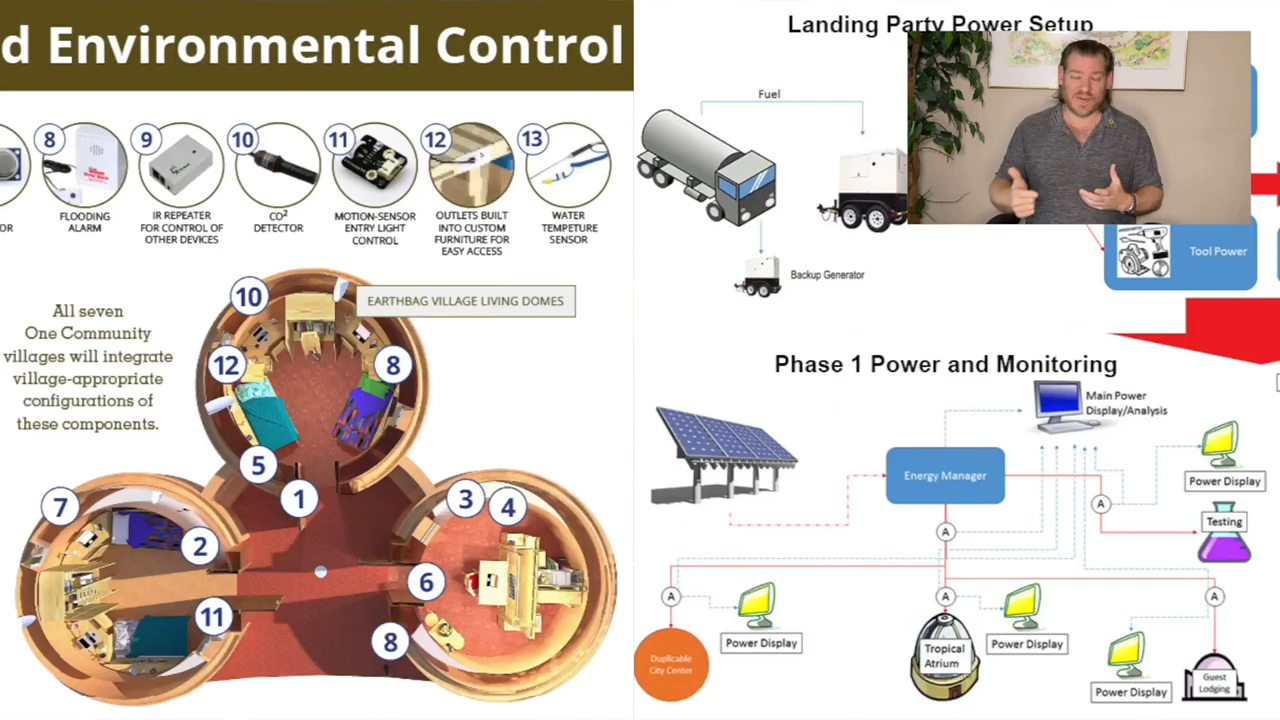 d Environmental Control
8
9
10
11
12
13
OR
FLOODING
ALARM
IR REPEATER
FOR CONTROL OF
OTHER DEVICES
CO²
DETECTOR
MOTION-SENSOR
ENTRY LIGHT
CONTROL
OUTLETS BUILT
INTO CUSTOM
FURNITURE FOR
EASY ACCESS
WATER
TEMPETURE
SENSOR
All seven
One Community
villages will integrate
village-appropriate
configurations of
these components.
EARTHBAG VILLAGE LIVING DOMES
10
12
8
5
1
7
3
4
2
6
11
8
Landing Party Power Setup
Fuel
Backup Generator
Tool Power
Phase 1 Power and Monitoring
Main Power
Display/Analysis
Energy Manager
Power Display
A
Testing
A
A
A
A
Power Display
Power Display
Duplicable
City Center
Tropical
Atrium
Power Display
Guest
Lodging